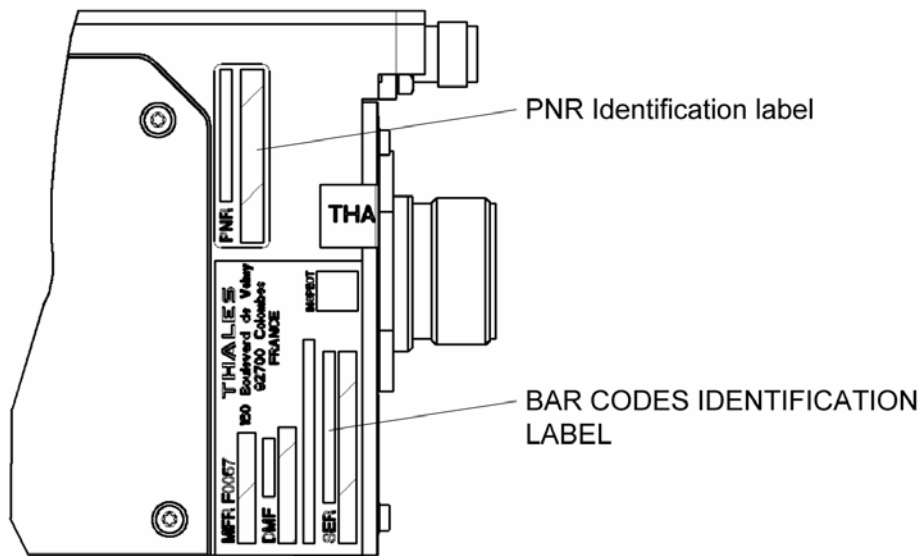 PNR Identification label
PNR
THA
INSPECT
THALES
150 Boulevard de Valmy
92700 Colombes
FRANCE
BAR CODES IDENTIFICATION
LABEL
MFR F0057
DMF
SER